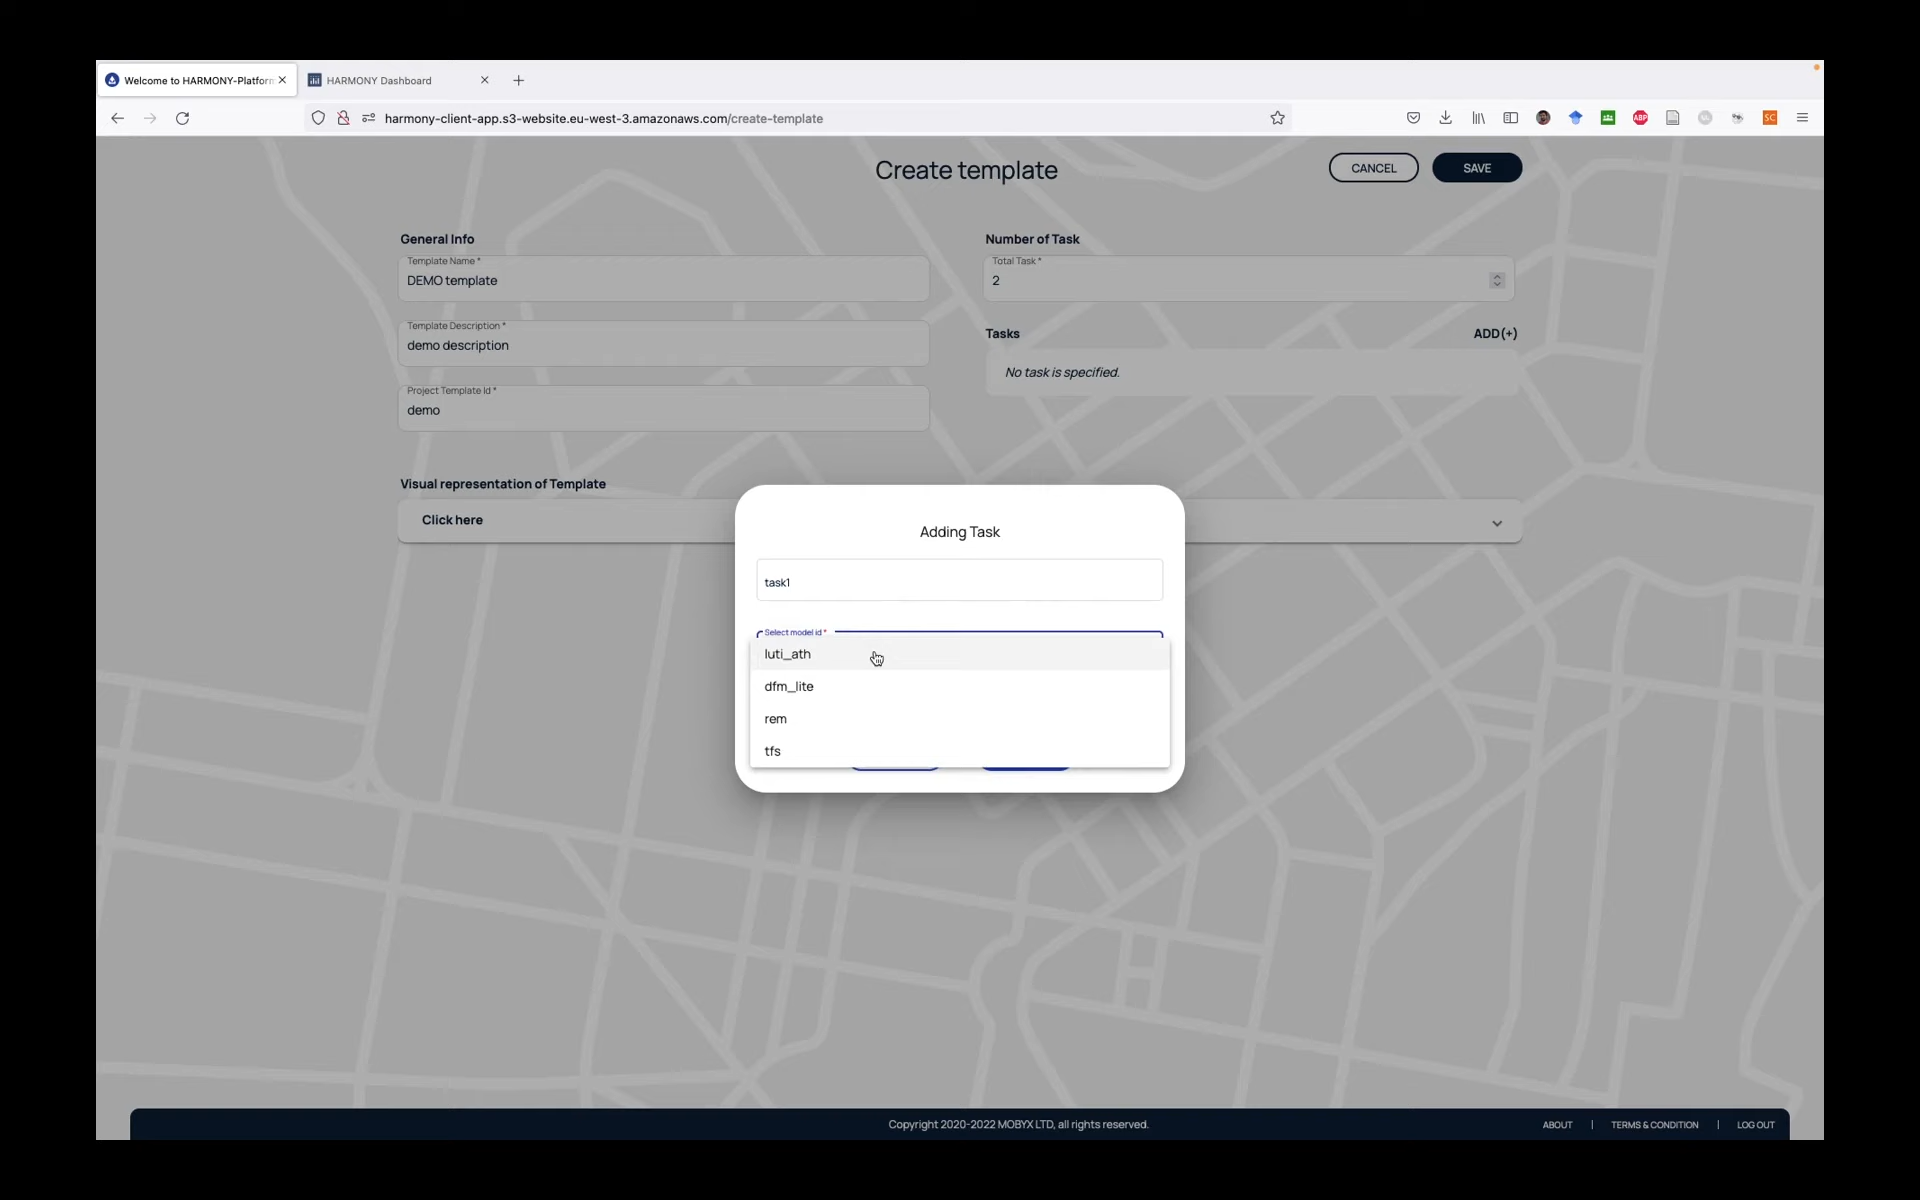 Welcome to HARMONY-Platform
HARMONY Dashboard
harmony-client-app.s3-website.eu-west-3.amazonaws.com/create-template
ABP
SC
Create template
CANCEL
SAVE
General Info
Number of Task
Template Name *
DEMO template
Total Task *
2
Template Description *
demo description
Tasks
ADD(+)
No task is specified.
Project Template Id *
demo
Visual representation of Template
Click here
Adding Task
task1
Select model id *
luti_ath
dfm_lite
rem
tfs
Copyright 2020-2022 MOBYX LTD, all rights reserved.
ABOUT | TERMS & CONDITION | LOG OUT